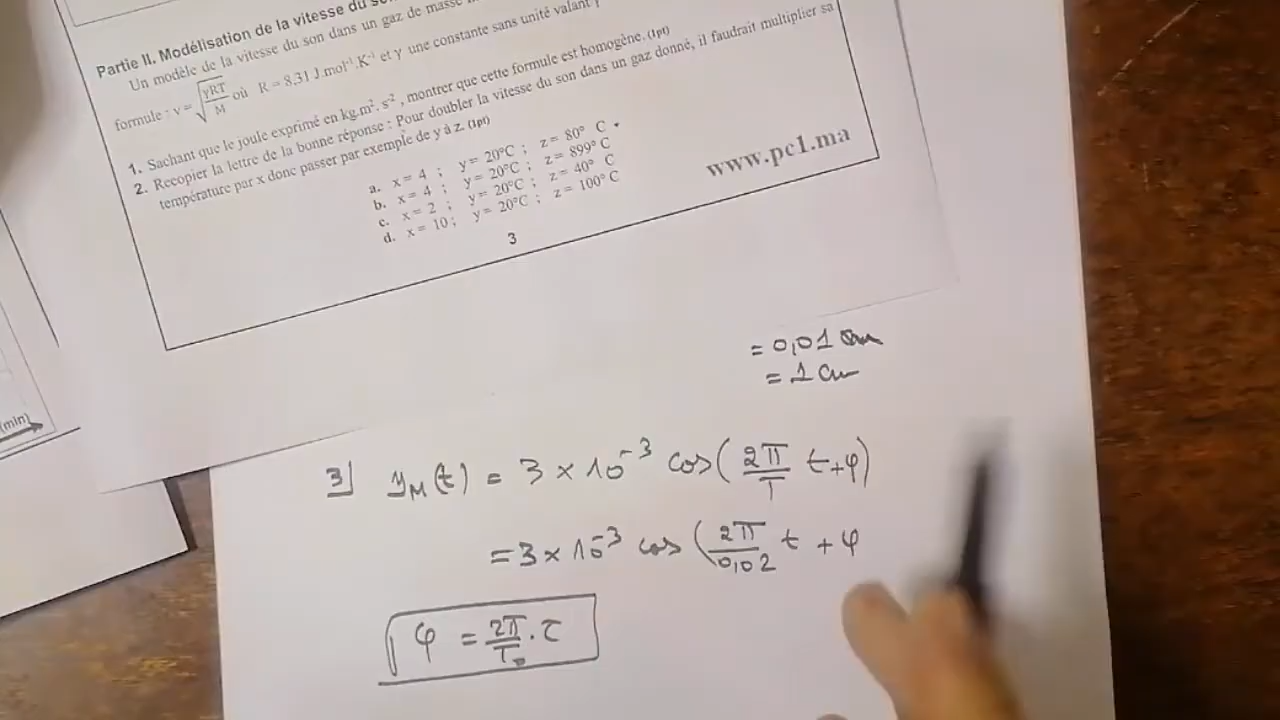 Partie II. Modélisation de la vitesse du
Un modèle de la vitesse du son dans un gaz de masse
formule : v = √(γRT/M) où R = 8,31 J.mol⁻¹.K⁻¹ et γ une constante sans unité valant
1. Sachant que le joule exprimé en kg.m².s⁻², montrer que cette formule est homogène. (1pt)
2. Recopier la lettre de la bonne réponse : Pour doubler la vitesse du son dans un gaz donné, il faudrait multiplier sa
température par x donc passer par exemple de y à z. (1pt)
a. x = 4 ; y = 20°C ; z = 80° C
b. x = 4 ; y = 20°C ; z = 899° C
c. x = 2 ; y = 20°C ; z = 40° C
d. x = 10 ; y = 20°C ; z = 100° C
www.pc1.ma
3
(min)
= 0,01
= 1 cm
3] y_M(t) = 3 × 10⁻³ cos(2π/T t + φ)
= 3 × 10⁻³ cos(2π/0,02 t + φ
φ = 2π/T . τ